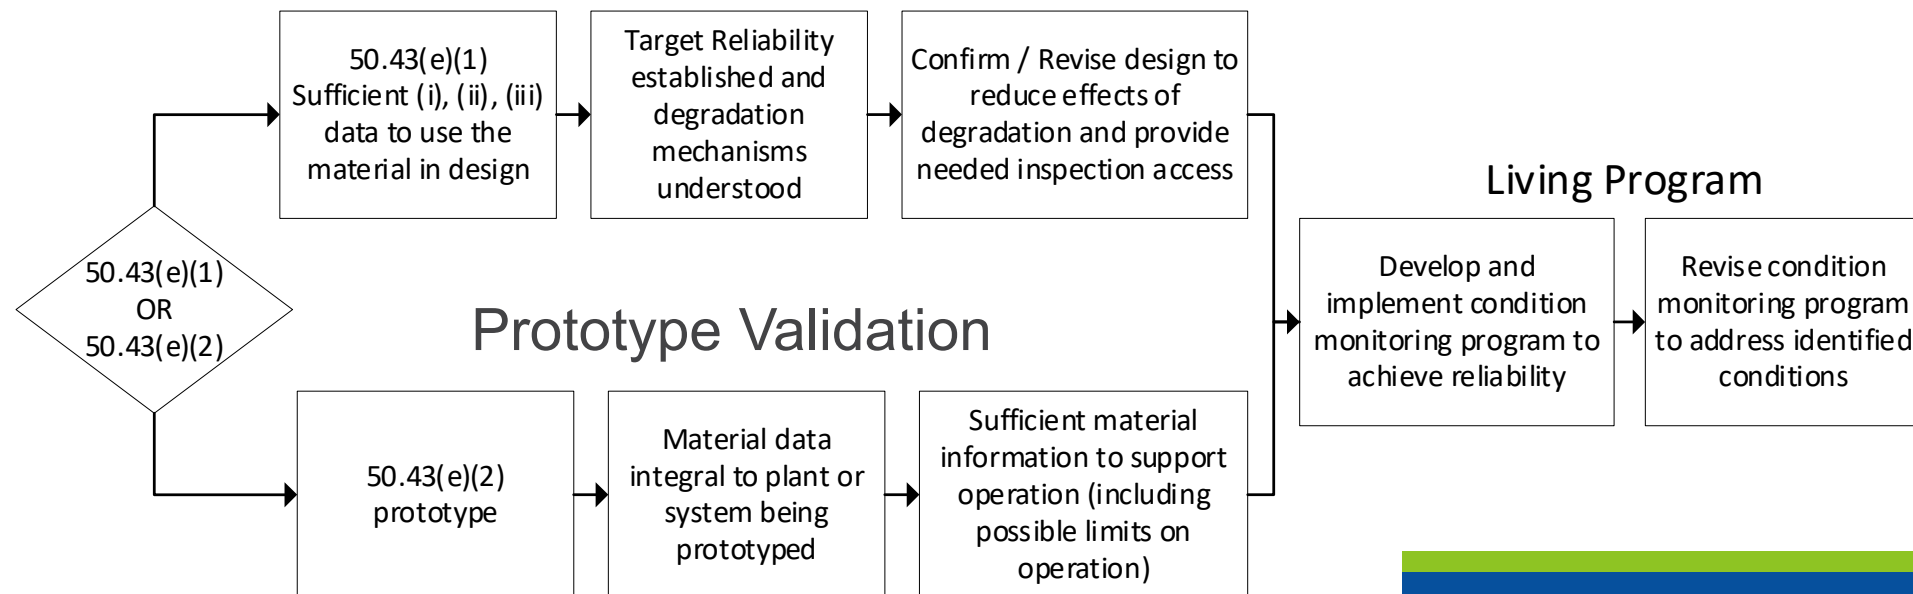 50.43(e)(1)
OR
50.43(e)(2)
50.43(e)(1)
Sufficient (i), (ii), (iii)
data to use the
material in design
Target Reliability
established and
degradation
mechanisms
understood
Confirm / Revise design to
reduce effects of
degradation and provide
needed inspection access
Prototype Validation
50.43(e)(2)
prototype
Material data
integral to plant or
system being
prototyped
Sufficient material
information to support
operation (including
possible limits on
operation)
Living Program
Develop and
implement condition
monitoring program to
achieve reliability
Revise condition
monitoring program
to address identified
conditions